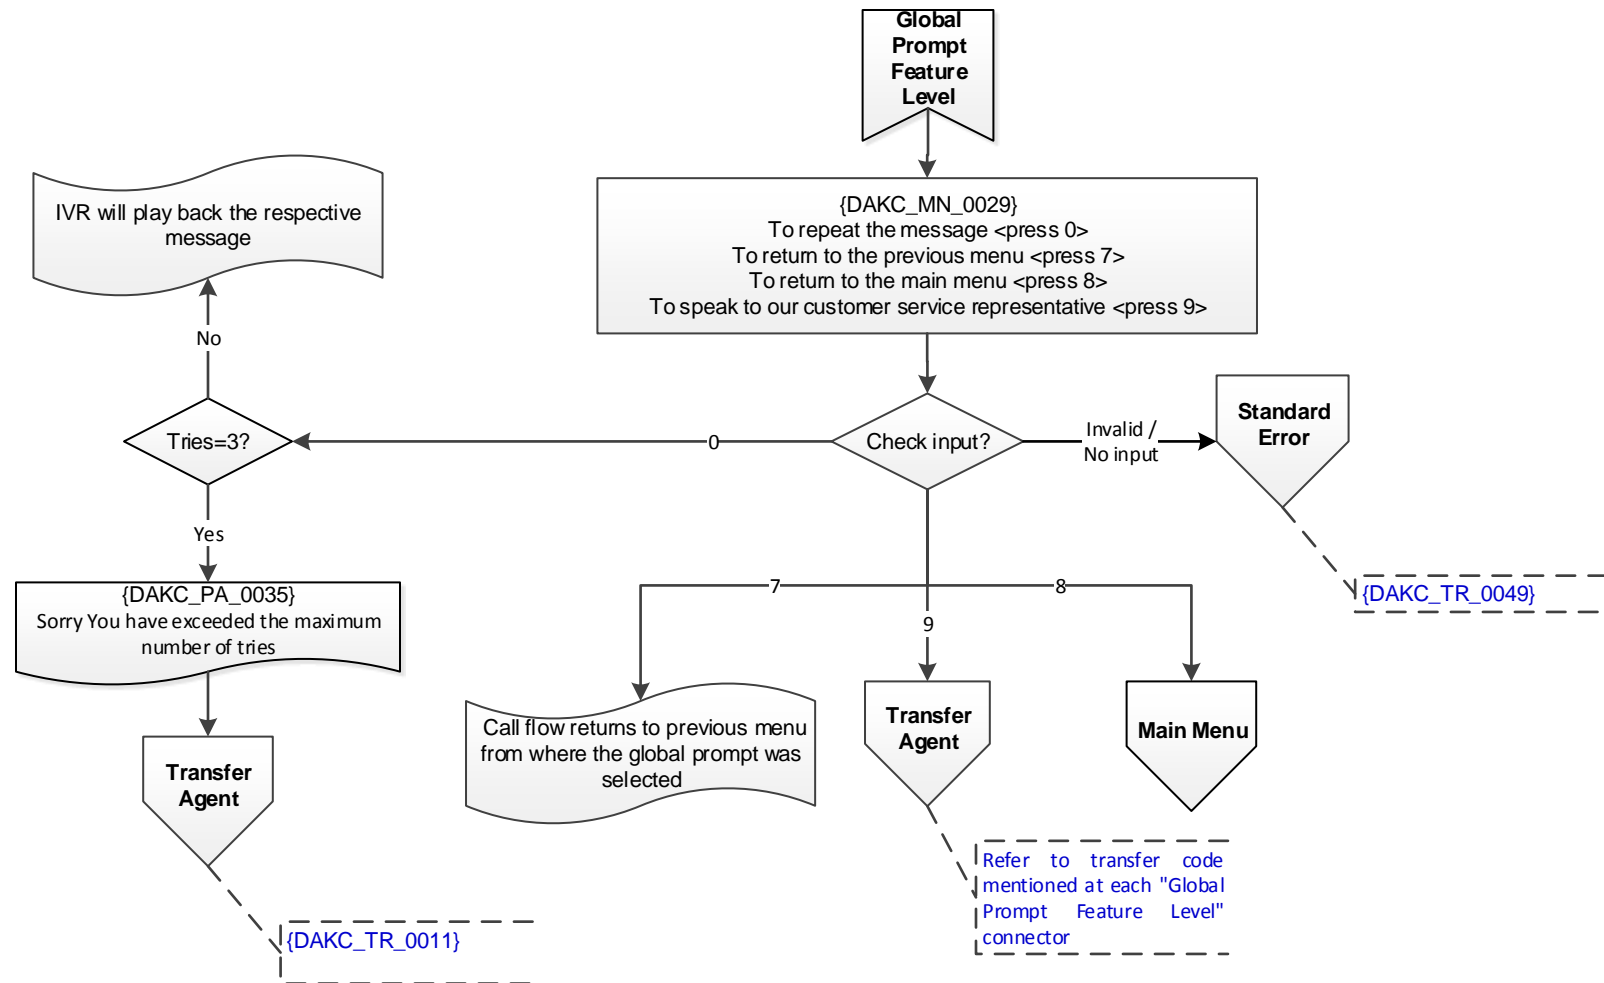 Global
Prompt
Feature
Level
{DAKC_MN_0029}
To repeat the message <press 0>
To return to the previous menu <press 7>
To return to the main menu <press 8>
To speak to our customer service representative <press 9>
IVR will play back the respective
message
No
Tries=3?
0
Check input?
Invalid /
No input
Standard
Error
Yes
{DAKC_PA_0035}
Sorry You have exceeded the maximum
number of tries
7
9
8
{DAKC_TR_0049}
Call flow returns to previous menu
from where the global prompt was
selected
Transfer
Agent
Main Menu
Transfer
Agent
Refer to transfer code
mentioned at each "Global
Prompt Feature Level"
connector
{DAKC_TR_0011}